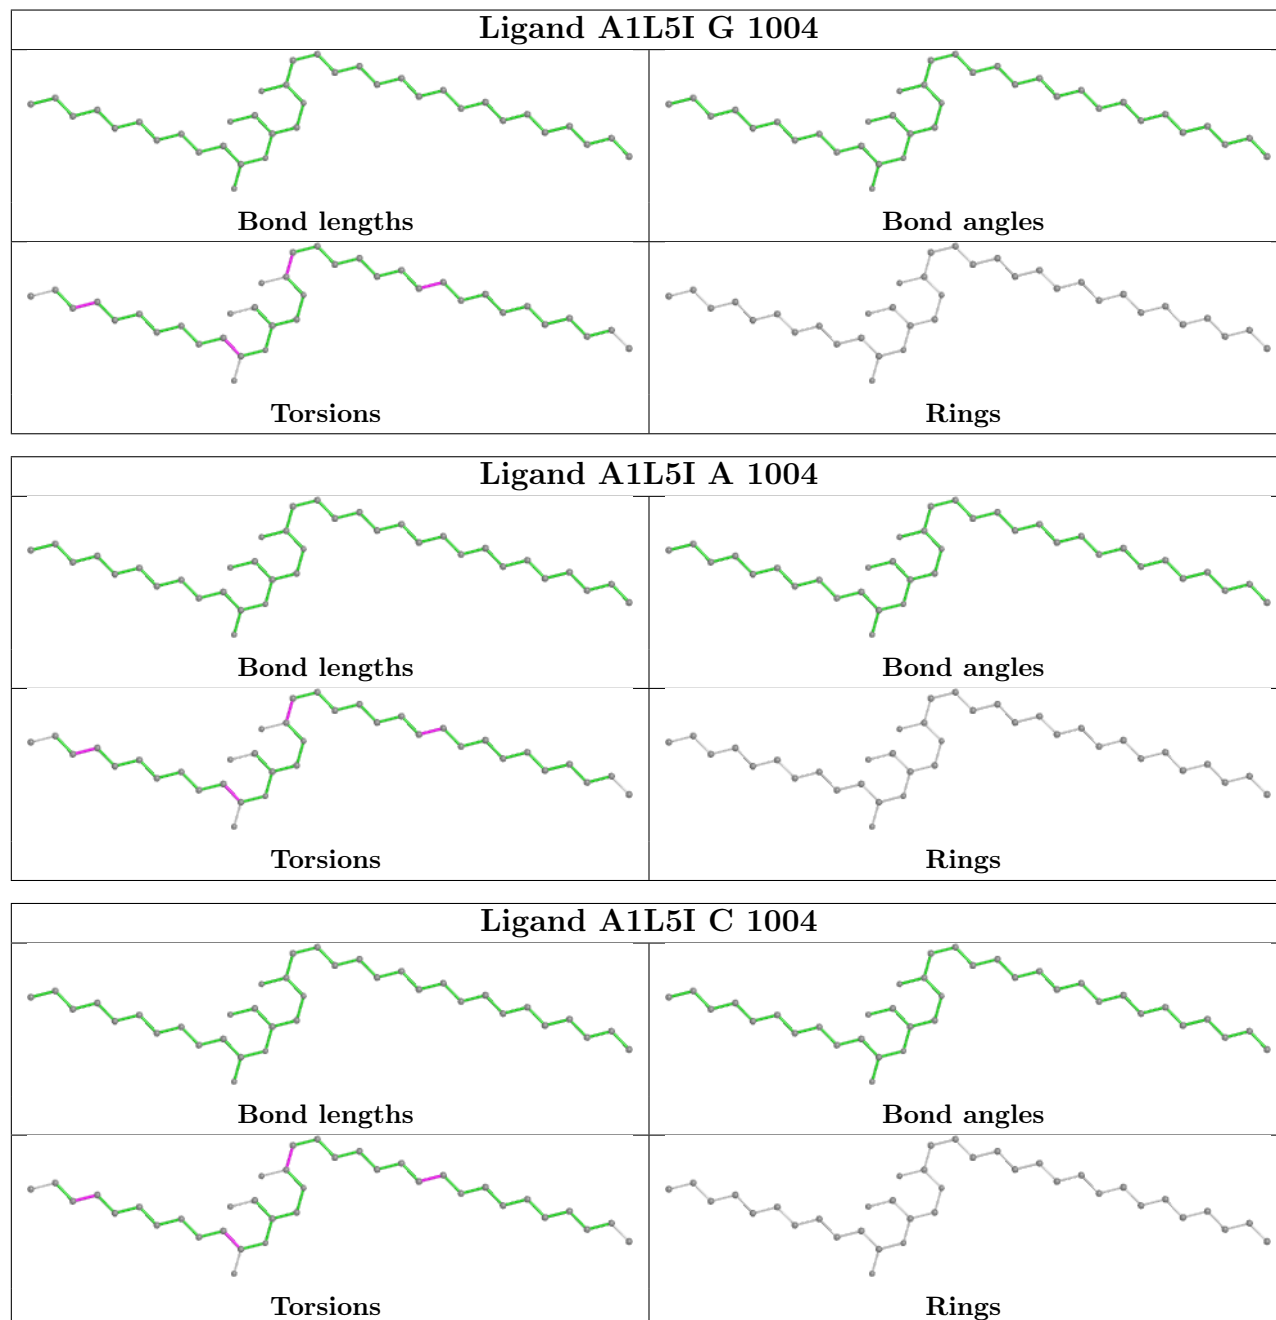 Ligand A1L5I G 1004
Bond lengths
Bond angles
Torsions
Rings
Ligand A1L5I A 1004
Bond lengths
Bond angles
Torsions
Rings
Ligand A1L5I C 1004
Bond lengths
Bond angles
Torsions
Rings